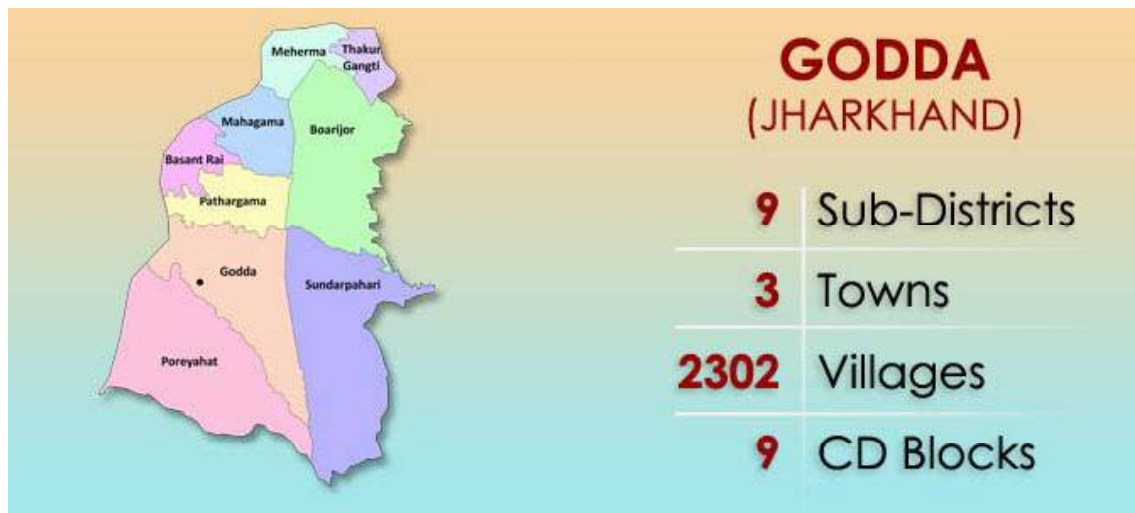 Meherma
Thakur
Gangti
Mahagama
Boarijor
Basant Rai
Pathargama
Godda
Sundarpahari
Poreyahat
GODDA
(JHARKHAND)
9 Sub-Districts
3 Towns
2302 Villages
9 CD Blocks